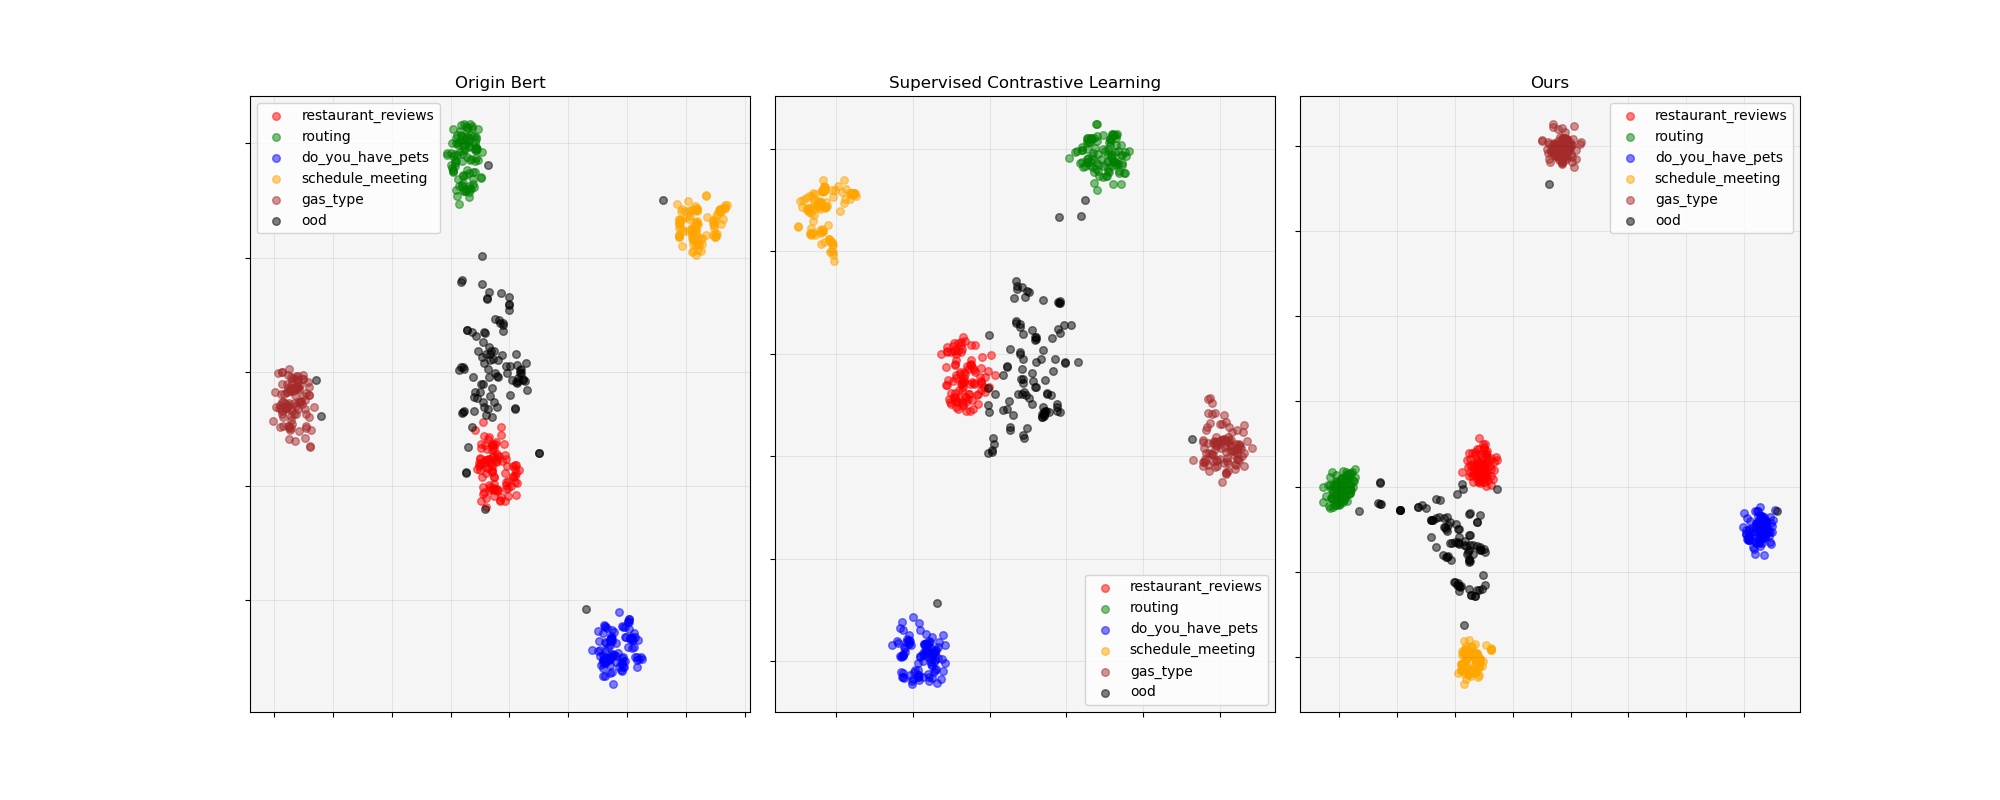 Origin Bert
restaurant_reviews
routing
do_you_have_pets
schedule_meeting
gas_type
ood
Supervised Contrastive Learning
restaurant_reviews
routing
do_you_have_pets
schedule_meeting
gas_type
ood
Ours
restaurant_reviews
routing
do_you_have_pets
schedule_meeting
gas_type
ood